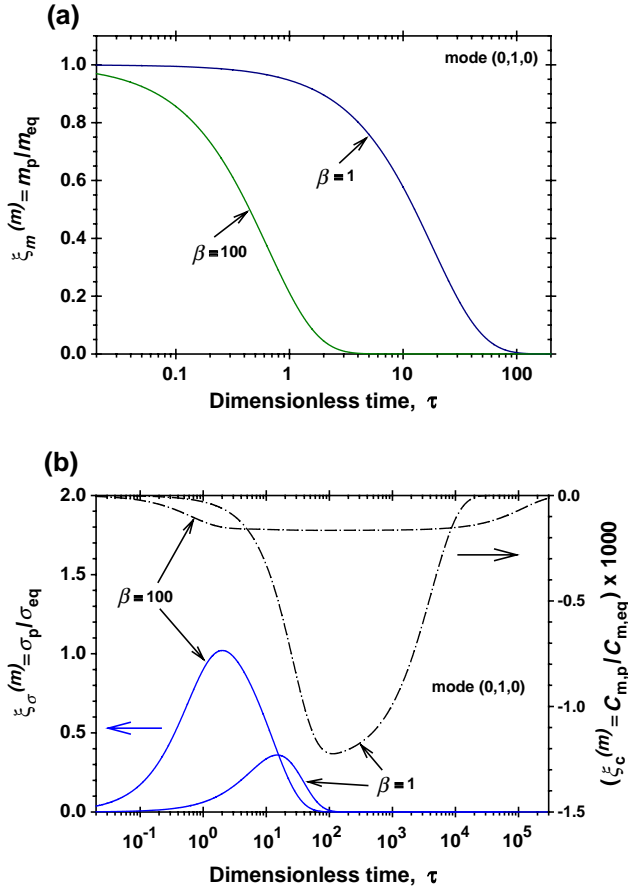 (a)
mode (0,1,0)
1.0
0.8
0.6
0.4
0.2
0.0
ξm(m) = mp/meq
β=1
β=100
0.1
1
10
100
Dimensionless time, τ
(b)
2.0
1.5
1.0
0.5
0.0
ξσ(m) = σp/σeq
β=100
mode (0,1,0)
β=1
0.0
-0.5
-1.0
-1.5
(ξc(m) = Cm,p/Cm,eq) x 1000
10-1
100
101
102
103
104
105
Dimensionless time, τ